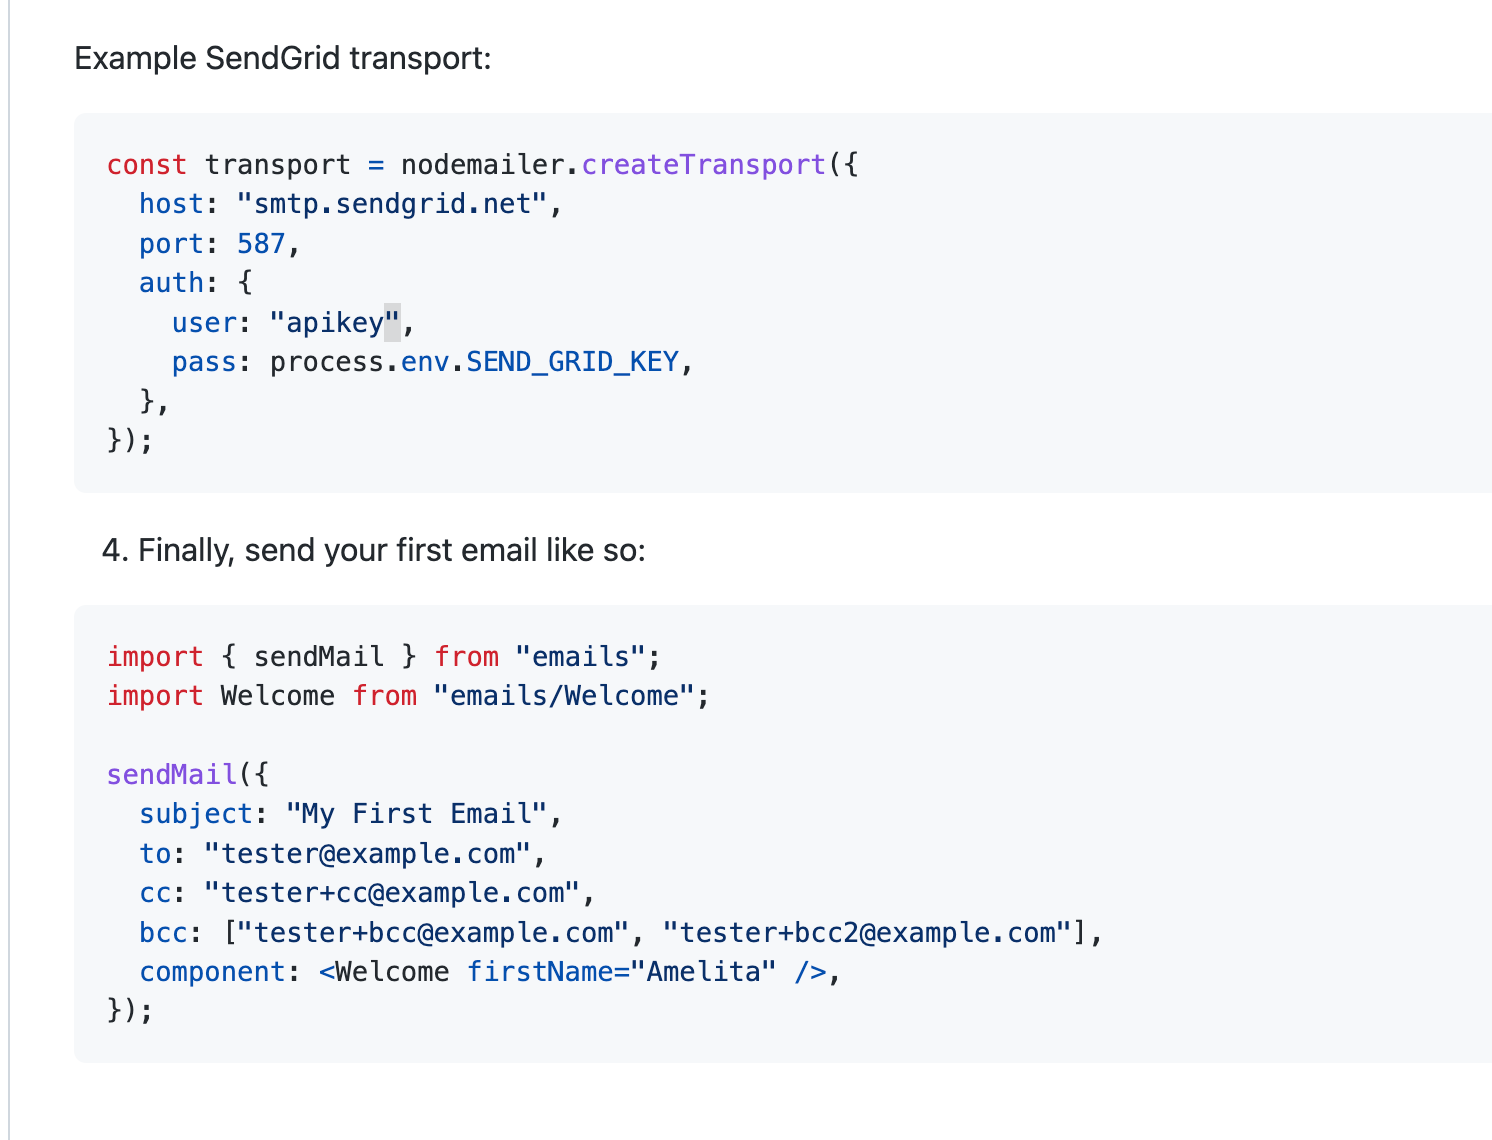 Example SendGrid transport:
const transport = nodemailer.createTransport({
  host: "smtp.sendgrid.net",
  port: 587,
  auth: {
    user: "apikey",
    pass: process.env.SEND_GRID_KEY,
  },
});
4. Finally, send your first email like so:
import { sendMail } from "emails";
import Welcome from "emails/Welcome";
sendMail({
  subject: "My First Email",
  to: "tester@example.com",
  cc: "tester+cc@example.com",
  bcc: ["tester+bcc@example.com", "tester+bcc2@example.com"],
  component: <Welcome firstName="Amelita" />,
});